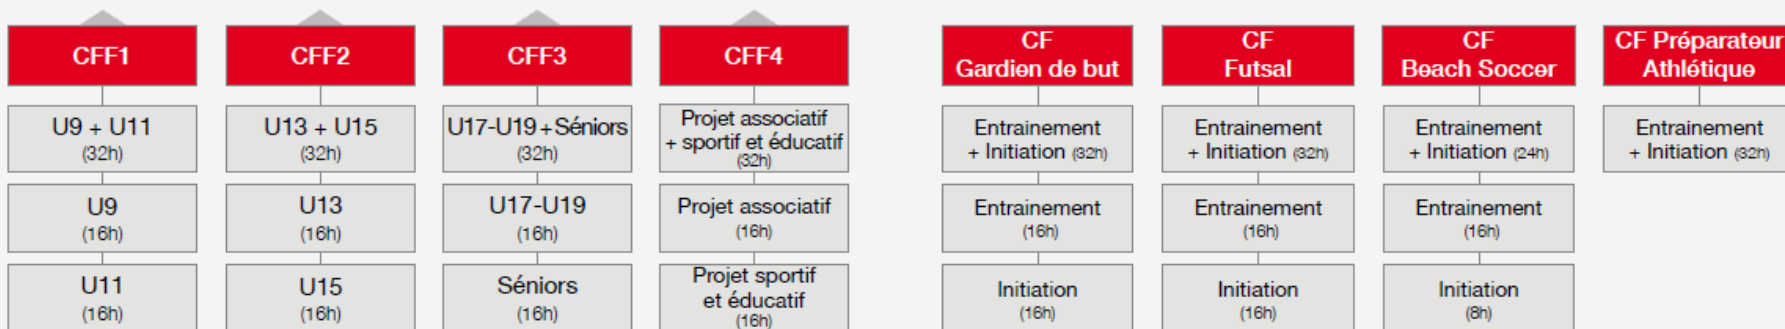 CFF1
U9 + U11
(32h)
U9
(16h)
U11
(16h)
CFF2
U13 + U15
(32h)
U13
(16h)
U15
(16h)
CFF3
U17-U19 + Séniors
(32h)
U17-U19
(16h)
Séniors
(16h)
CFF4
Projet associatif
+ sportif et éducatif
(32h)
Projet associatif
(16h)
Projet sportif
et éducatif
(16h)
CF
Gardien de but
Entrainement
+ Initiation (32h)
Entrainement
(16h)
Initiation
(16h)
CF
Futsal
Entrainement
+ Initiation (32h)
Entrainement
(16h)
Initiation
(16h)
CF
Beach Soccer
Entrainement
+ Initiation (24h)
Entrainement
(16h)
Initiation
(8h)
CF Préparateur
Athlétique
Entrainement
+ Initiation (32h)